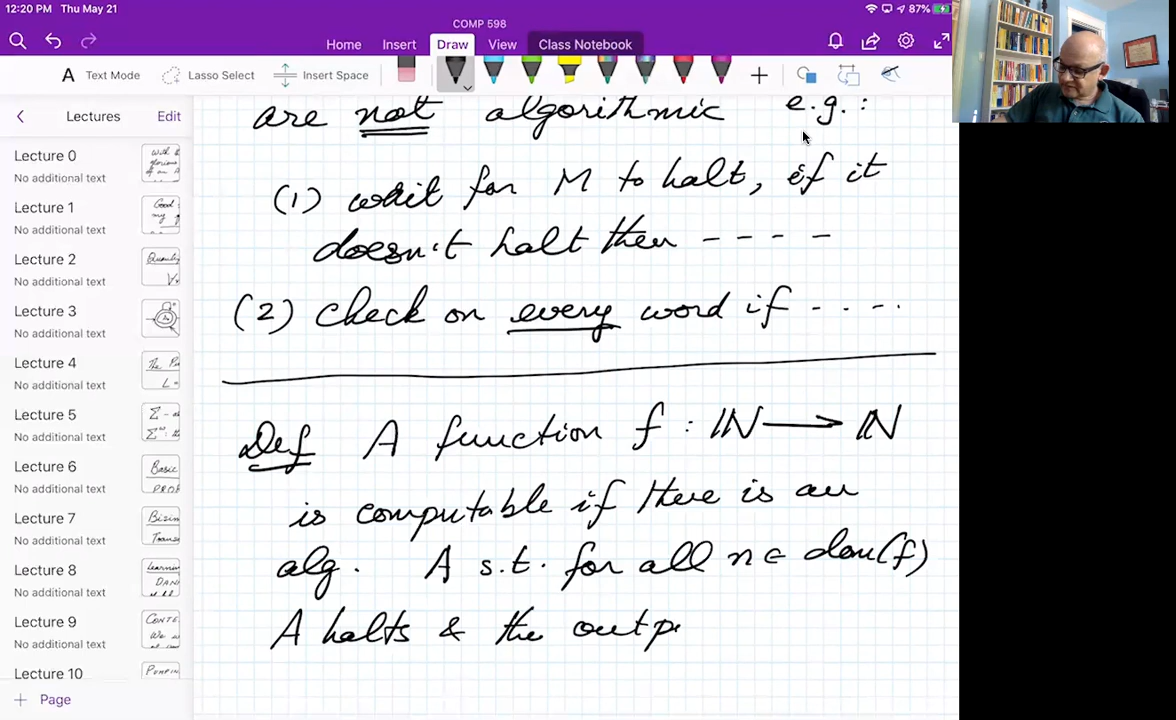 12:20 PM Thu May 21
87%
COMP 598
Home Insert Draw View Class Notebook
Text Mode Lasso Select Insert Space
Lectures Edit
Lecture 0
No additional text
Lecture 1
No additional text
Lecture 2
No additional text
Lecture 3
No additional text
Lecture 4
No additional text
Lecture 5
No additional text
Lecture 6
No additional text
Lecture 7
No additional text
Lecture 8
No additional text
Lecture 9
No additional text
Lecture 10
Page
are not algorithmic e.g.:
(1) wait for M to halt, if it
doesn't halt then - - - -
(2) check on every word if - - - -
Def A function f : ℕ → ℕ
is computable if there is an
alg. A s.t. for all n ∈ dom(f)
A halts & the outp